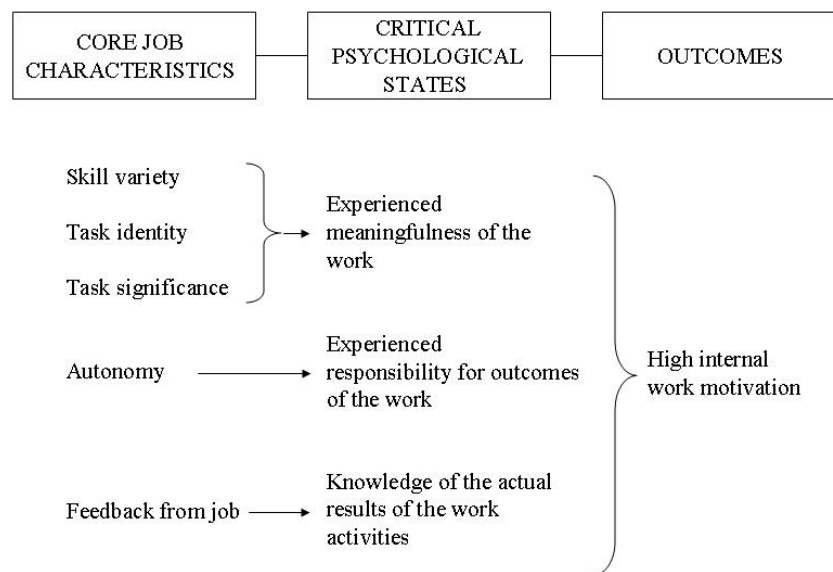 CORE JOB
CHARACTERISTICS
CRITICAL
PSYCHOLOGICAL
STATES
OUTCOMES
Skill variety
Task identity
Task significance
Experienced
meaningfulness of the
work
Autonomy
Experienced
responsibility for outcomes
of the work
Feedback from job
Knowledge of the actual
results of the work
activities
High internal
work motivation